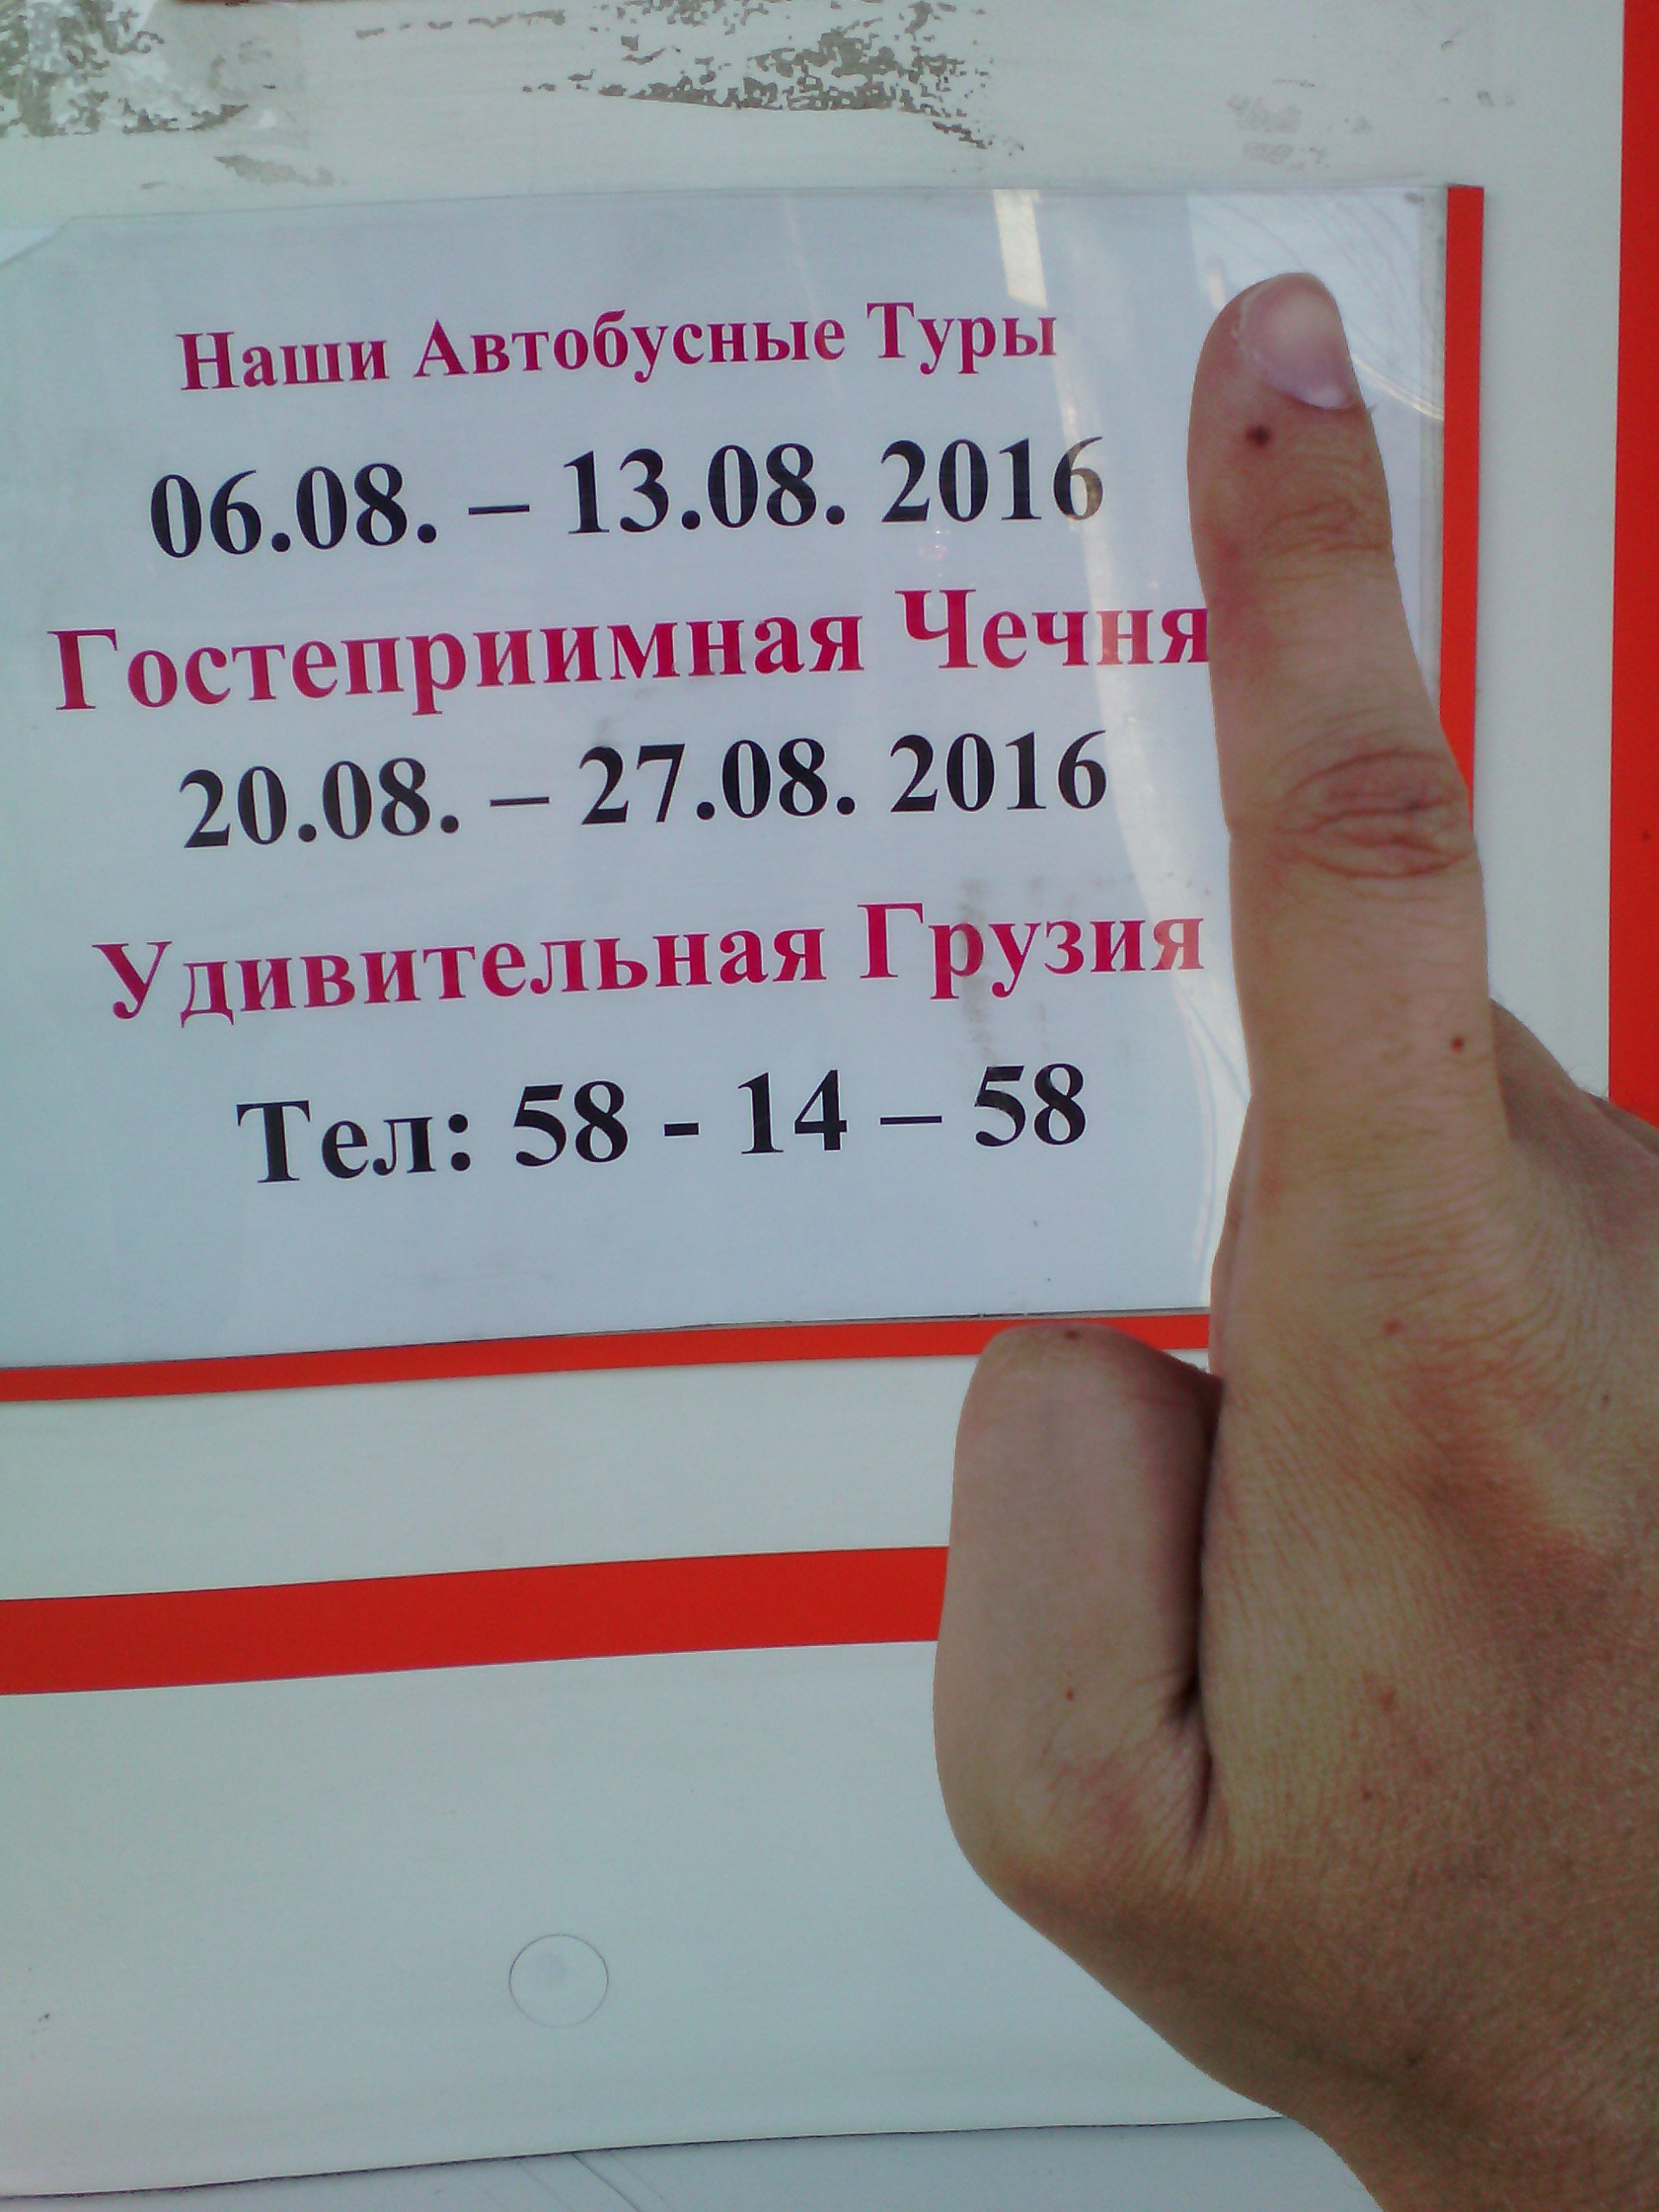 Наши Автобусные Туры
06.08. – 13.08. 2016
Гостеприимная Чечня
20.08. – 27.08. 2016
Удивительная Грузия
Тел: 58 - 14 – 58